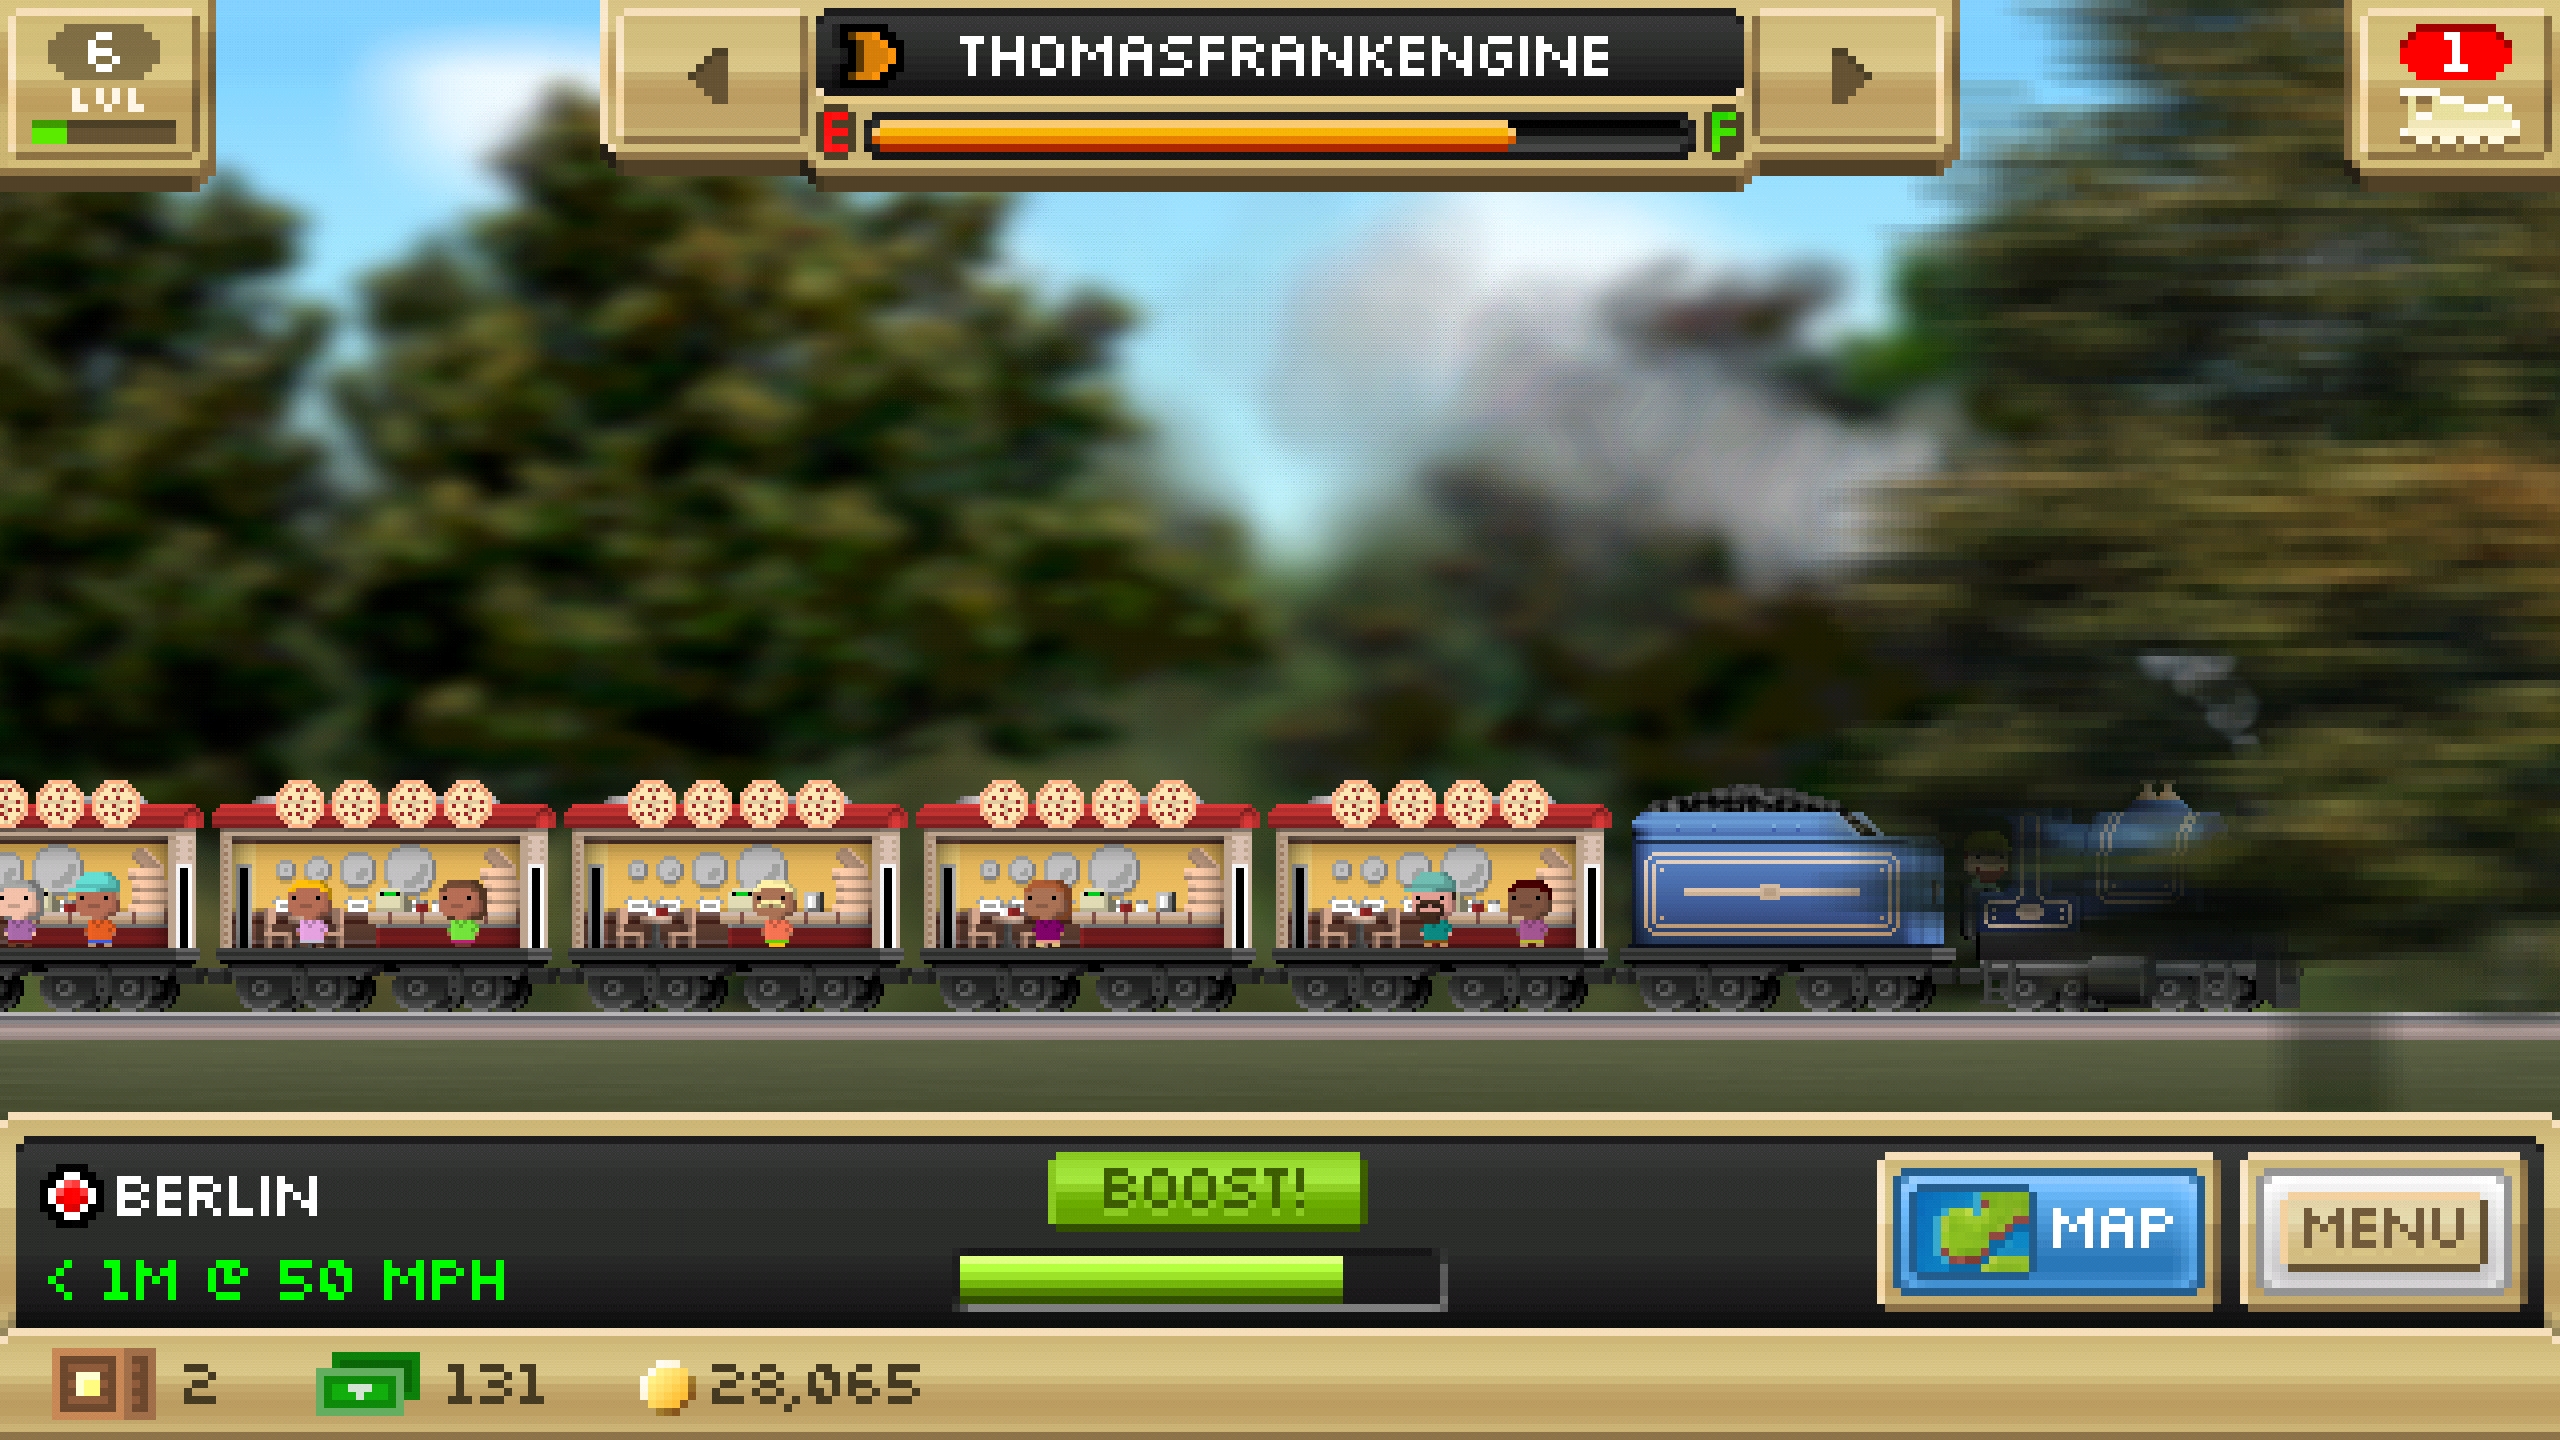 6
LVL
THOMASFRANKENGINE
E F
1
BERLIN
< 1M @ 50 MPH
BOOST!
MAP
MENU
2 131 28,065